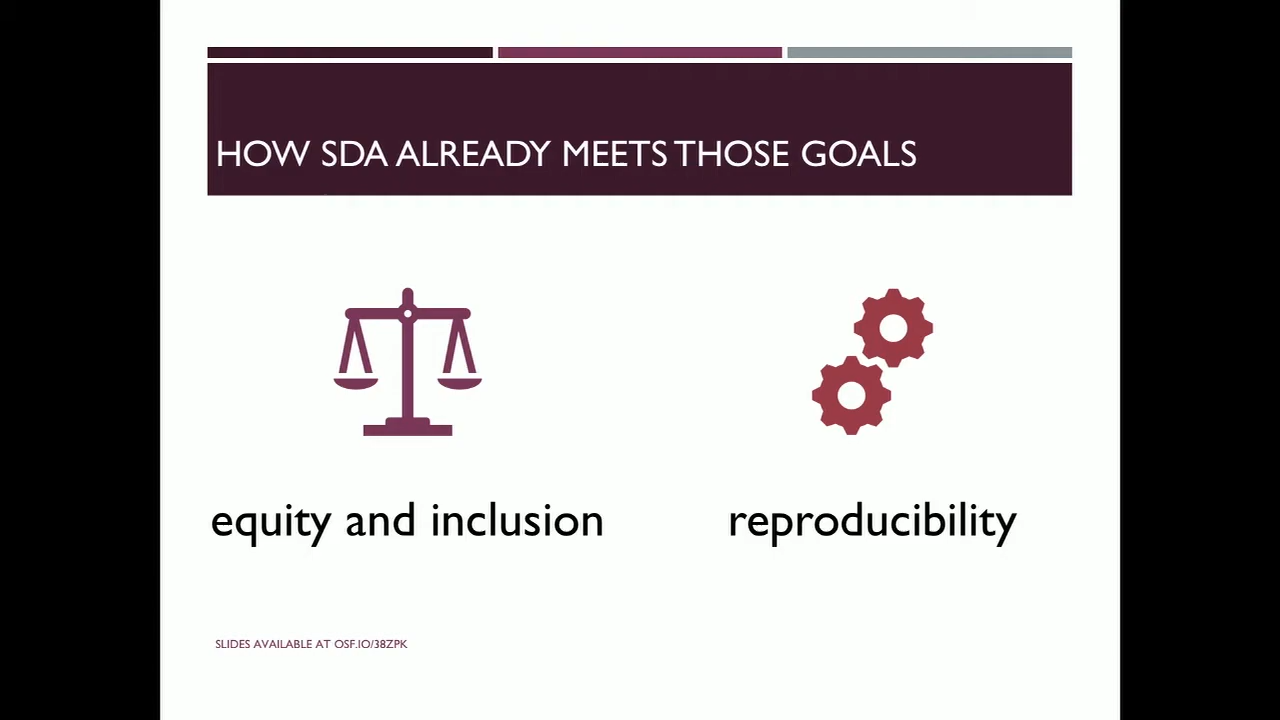 HOW SDA ALREADY MEETS THOSE GOALS
equity and inclusion
reproducibility
SLIDES AVAILABLE AT OSF.IO/38ZPK